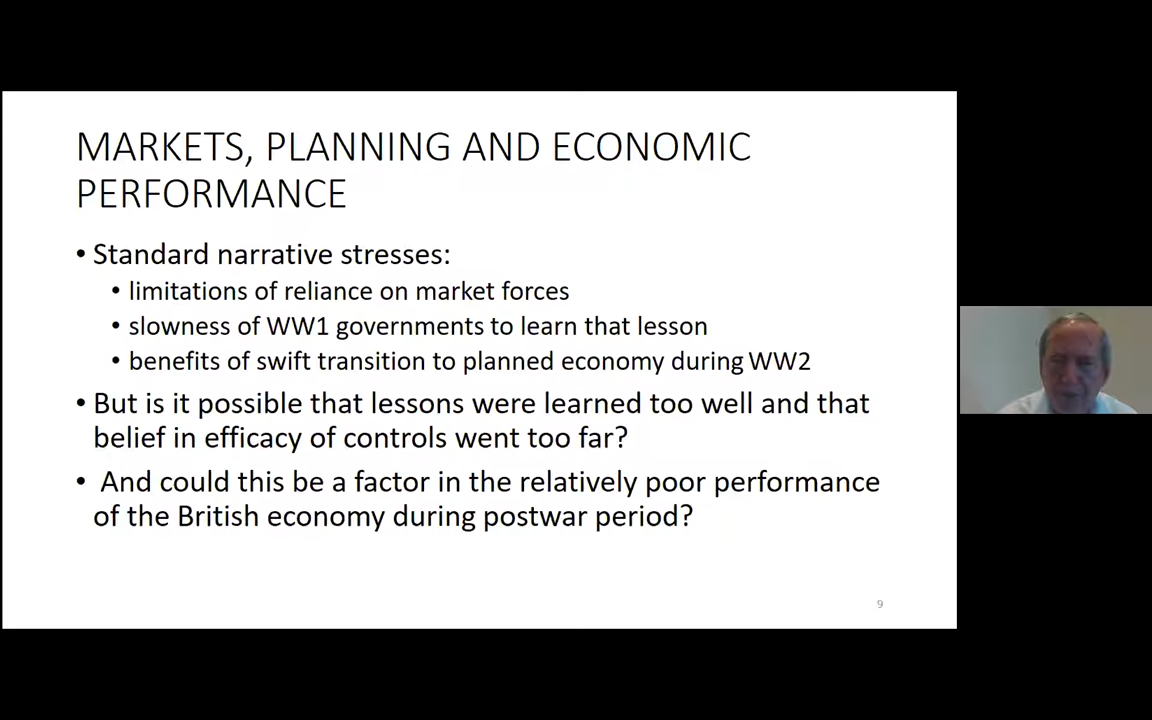 MARKETS, PLANNING AND ECONOMIC
PERFORMANCE
• Standard narrative stresses:
• limitations of reliance on market forces
• slowness of WW1 governments to learn that lesson
• benefits of swift transition to planned economy during WW2
• But is it possible that lessons were learned too well and that
belief in efficacy of controls went too far?
• And could this be a factor in the relatively poor performance
of the British economy during postwar period?
9